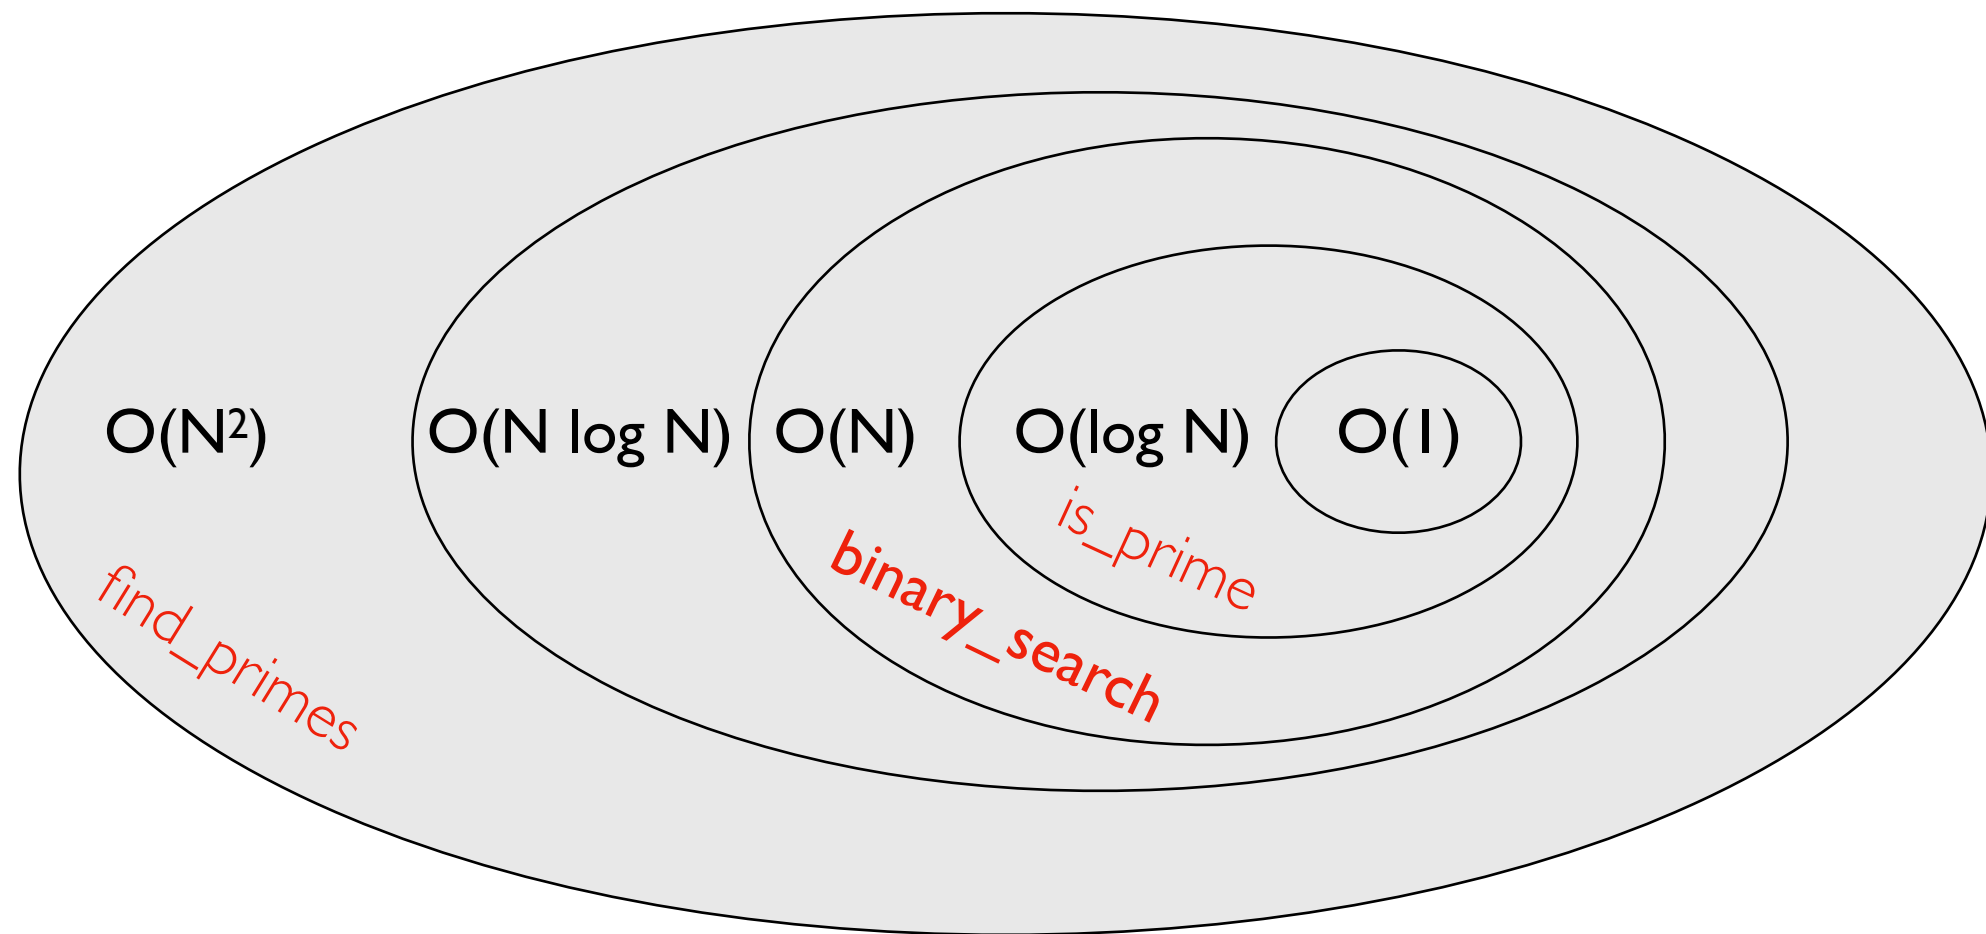 O(N²)
O(N log N)
O(N)
O(log N)
O(1)
is_prime
binary_search
find_primes